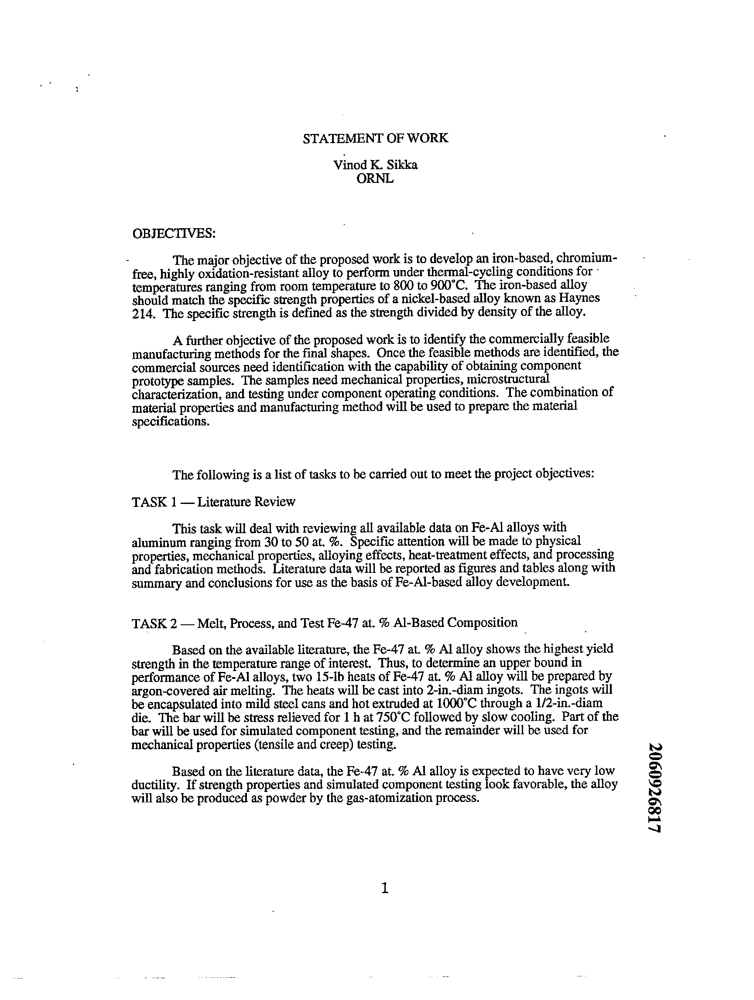 STATEMENT OF WORK
Vinod K. Sikka
ORNL
OBJECTIVES:
The major objective of the proposed work is to develop an iron-based, chromium-
free, highly oxidation-resistant alloy to perform under thermal-cycling conditions for
temperatures ranging from room temperature to 800 to 900°C. The iron-based alloy
should match the specific strength properties of a nickel-based alloy known as Haynes
214. The specific strength is defined as the strength divided by density of the alloy.
A further objective of the proposed work is to identify the commercially feasible
manufacturing methods for the final shapes. Once the feasible methods are identified, the
commercial sources need identification with the capability of obtaining component
prototype samples. The samples need mechanical properties, microstructural
characterization, and testing under component operating conditions. The combination of
material properties and manufacturing method will be used to prepare the material
specifications.
The following is a list of tasks to be carried out to meet the project objectives:
TASK 1 — Literature Review
This task will deal with reviewing all available data on Fe-Al alloys with
aluminum ranging from 30 to 50 at. %. Specific attention will be made to physical
properties, mechanical properties, alloying effects, heat-treatment effects, and processing
and fabrication methods. Literature data will be reported as figures and tables along with
summary and conclusions for use as the basis of Fe-Al-based alloy development.
TASK 2 — Melt, Process, and Test Fe-47 at. % Al-Based Composition
Based on the available literature, the Fe-47 at. % Al alloy shows the highest yield
strength in the temperature range of interest. Thus, to determine an upper bound in
performance of Fe-Al alloys, two 15-lb heats of Fe-47 at. % Al alloy will be prepared by
argon-covered air melting. The heats will be cast into 2-in.-diam ingots. The ingots will
be encapsulated into mild steel cans and hot extruded at 1000°C through a 1/2-in.-diam
die. The bar will be stress relieved for 1 h at 750°C followed by slow cooling. Part of the
bar will be used for simulated component testing, and the remainder will be used for
mechanical properties (tensile and creep) testing.
Based on the literature data, the Fe-47 at. % Al alloy is expected to have very low
ductility. If strength properties and simulated component testing look favorable, the alloy
will also be produced as powder by the gas-atomization process.
2060926817
1